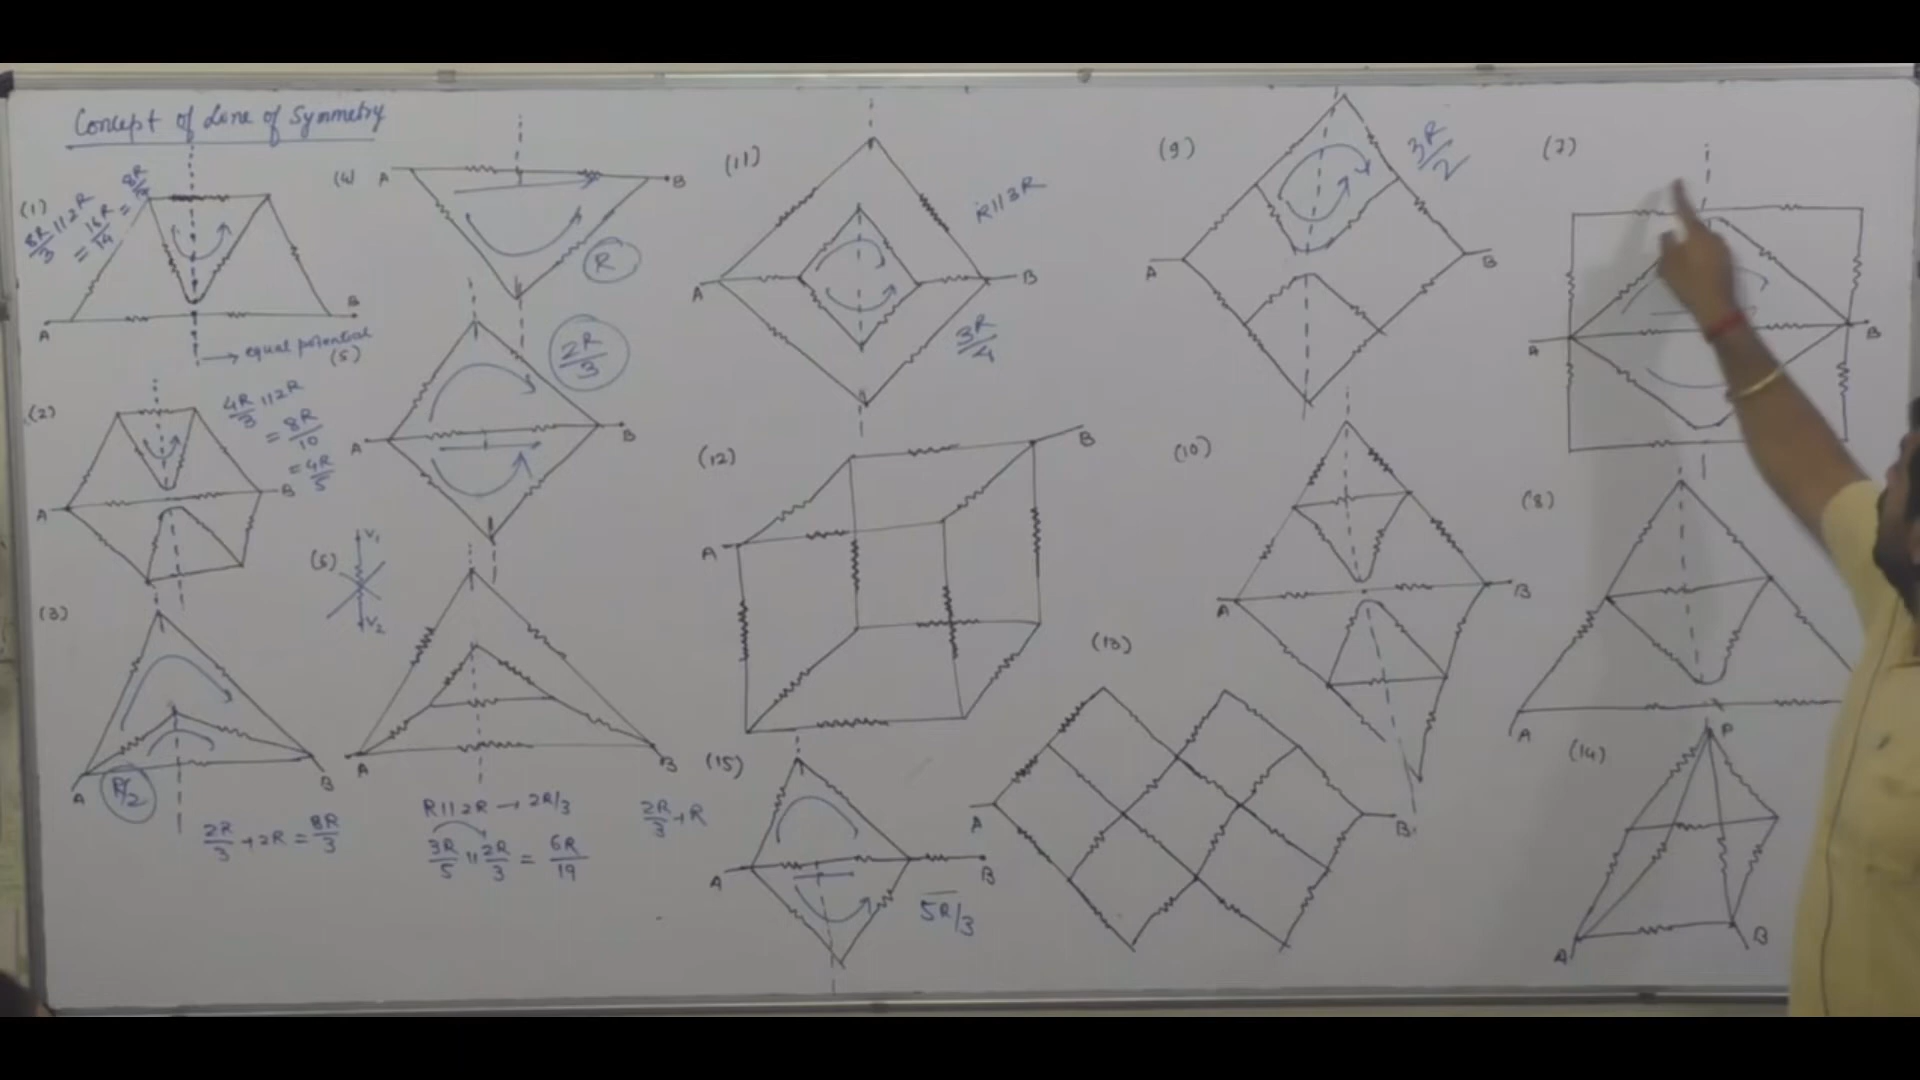 Concept of Line of Symmetry
(1)
8R/3 || 2R
= 16R/14 = 8R/
A
B
→ equal potential
(5)
(2)
4R/3 || 2R
= 8R/10
= 4R/5
A
B
(3)
A
R/2
B
2R/3 + 2R = 8R/3
(4)
A
B
R
2R/3
A
B
(6)
V1
V2
A
B
R || 2R → 2R/3
3R/5 || 2R/3 = 6R/19
2R/3 + R
(11)
R || 3R
A
B
3R/4
(12)
B
A
(15)
A
B
5R/3
(9)
3R/2
A
B
(10)
A
B
(13)
A
B
(7)
A
B
(8)
A
(14)
P
A
B